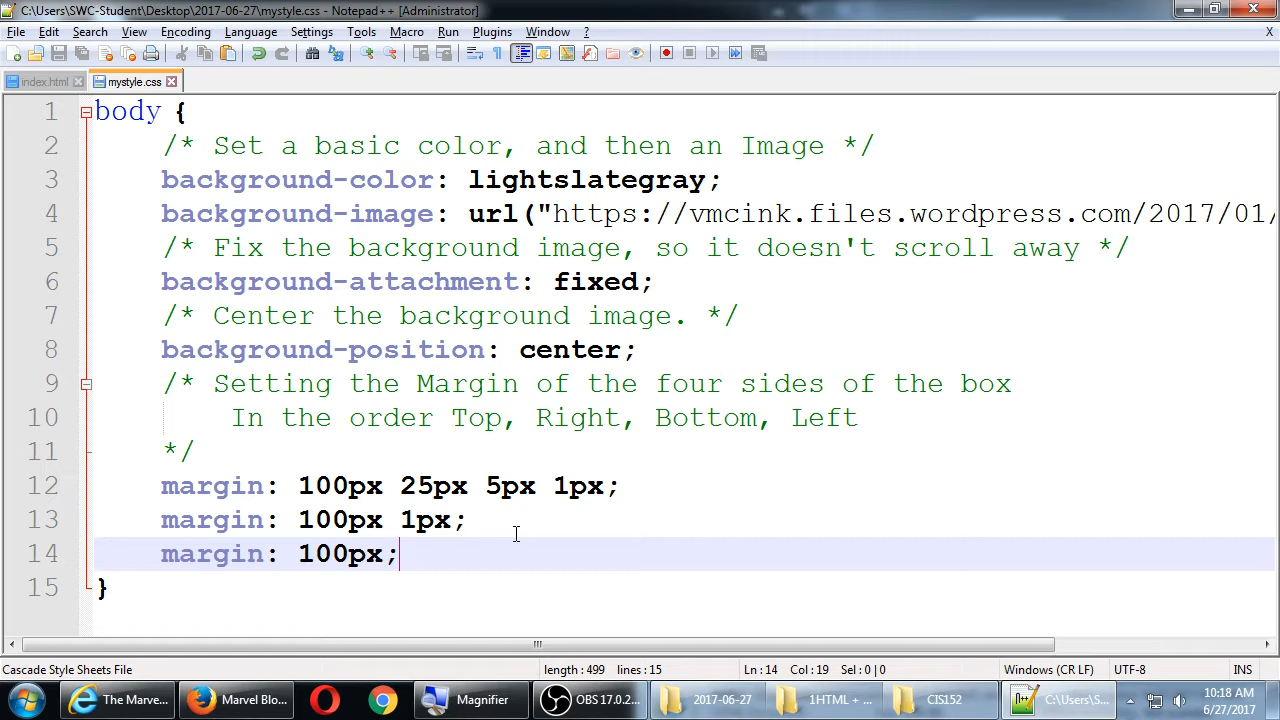 C:\Users\SWC-Student\Desktop\2017-06-27\mystyle.css - Notepad++ [Administrator]
File Edit Search View Encoding Language Settings Tools Macro Run Plugins Window ? X
index.html mystyle.css
1 body {
2 /* Set a basic color, and then an Image */
3 background-color: lightslategray;
4 background-image: url("https://vmcink.files.wordpress.com/2017/01/
5 /* Fix the background image, so it doesn't scroll away */
6 background-attachment: fixed;
7 /* Center the background image. */
8 background-position: center;
9 /* Setting the Margin of the four sides of the box
10 In the order Top, Right, Bottom, Left
11 */
12 margin: 100px 25px 5px 1px;
13 margin: 100px 1px;
14 margin: 100px;
15 }
Cascade Style Sheets File length : 499 lines : 15 Ln : 14 Col : 19 Sel : 0 | 0 Windows (CR LF) UTF-8 INS
The Marve... Marvel Blo... Magnifier OBS 17.0.2... 2017-06-27 1HTML + ... CIS152 C:\Users\S... 10:18 AM
6/27/2017